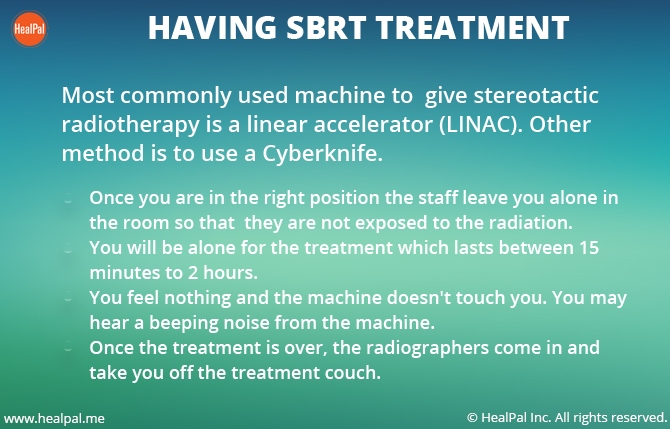 HealPal
HAVING SBRT TREATMENT
Most commonly used machine to  give stereotactic
radiotherapy is a linear accelerator (LINAC). Other
method is to use a Cyberknife.
Once you are in the right position the staff leave you alone in
the room so that  they are not exposed to the radiation.
You will be alone for the treatment which lasts between 15
minutes to 2 hours.
You feel nothing and the machine doesn't touch you. You may
hear a beeping noise from the machine.
Once the treatment is over, the radiographers come in and
take you off the treatment couch.
www.healpal.me
© HealPal Inc. All rights reserved.